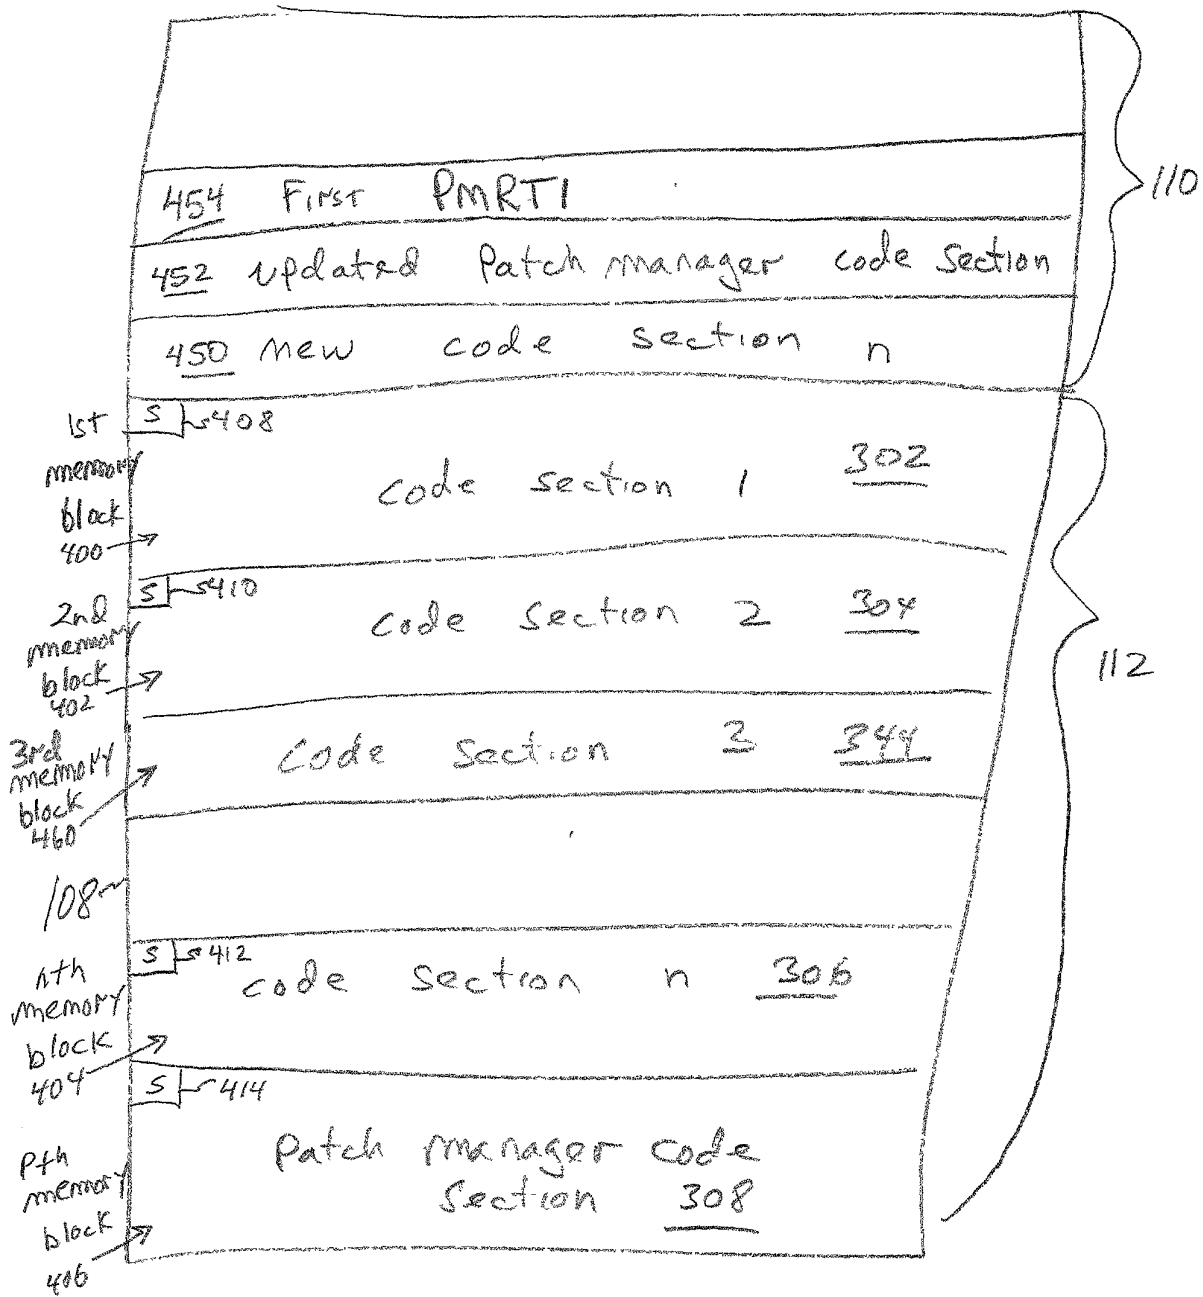 110
454 First PMRTI
452 updated Patch manager code section
450 new code section n
1st memory block 400
S 408
code section 1 302
2nd memory block 402
S 410
code section 2 304
112
3rd memory block 460
code section 3 344
108
nth memory block 404
S 412
code section n 306
Pth memory block 406
S 414
Patch manager code
section 308